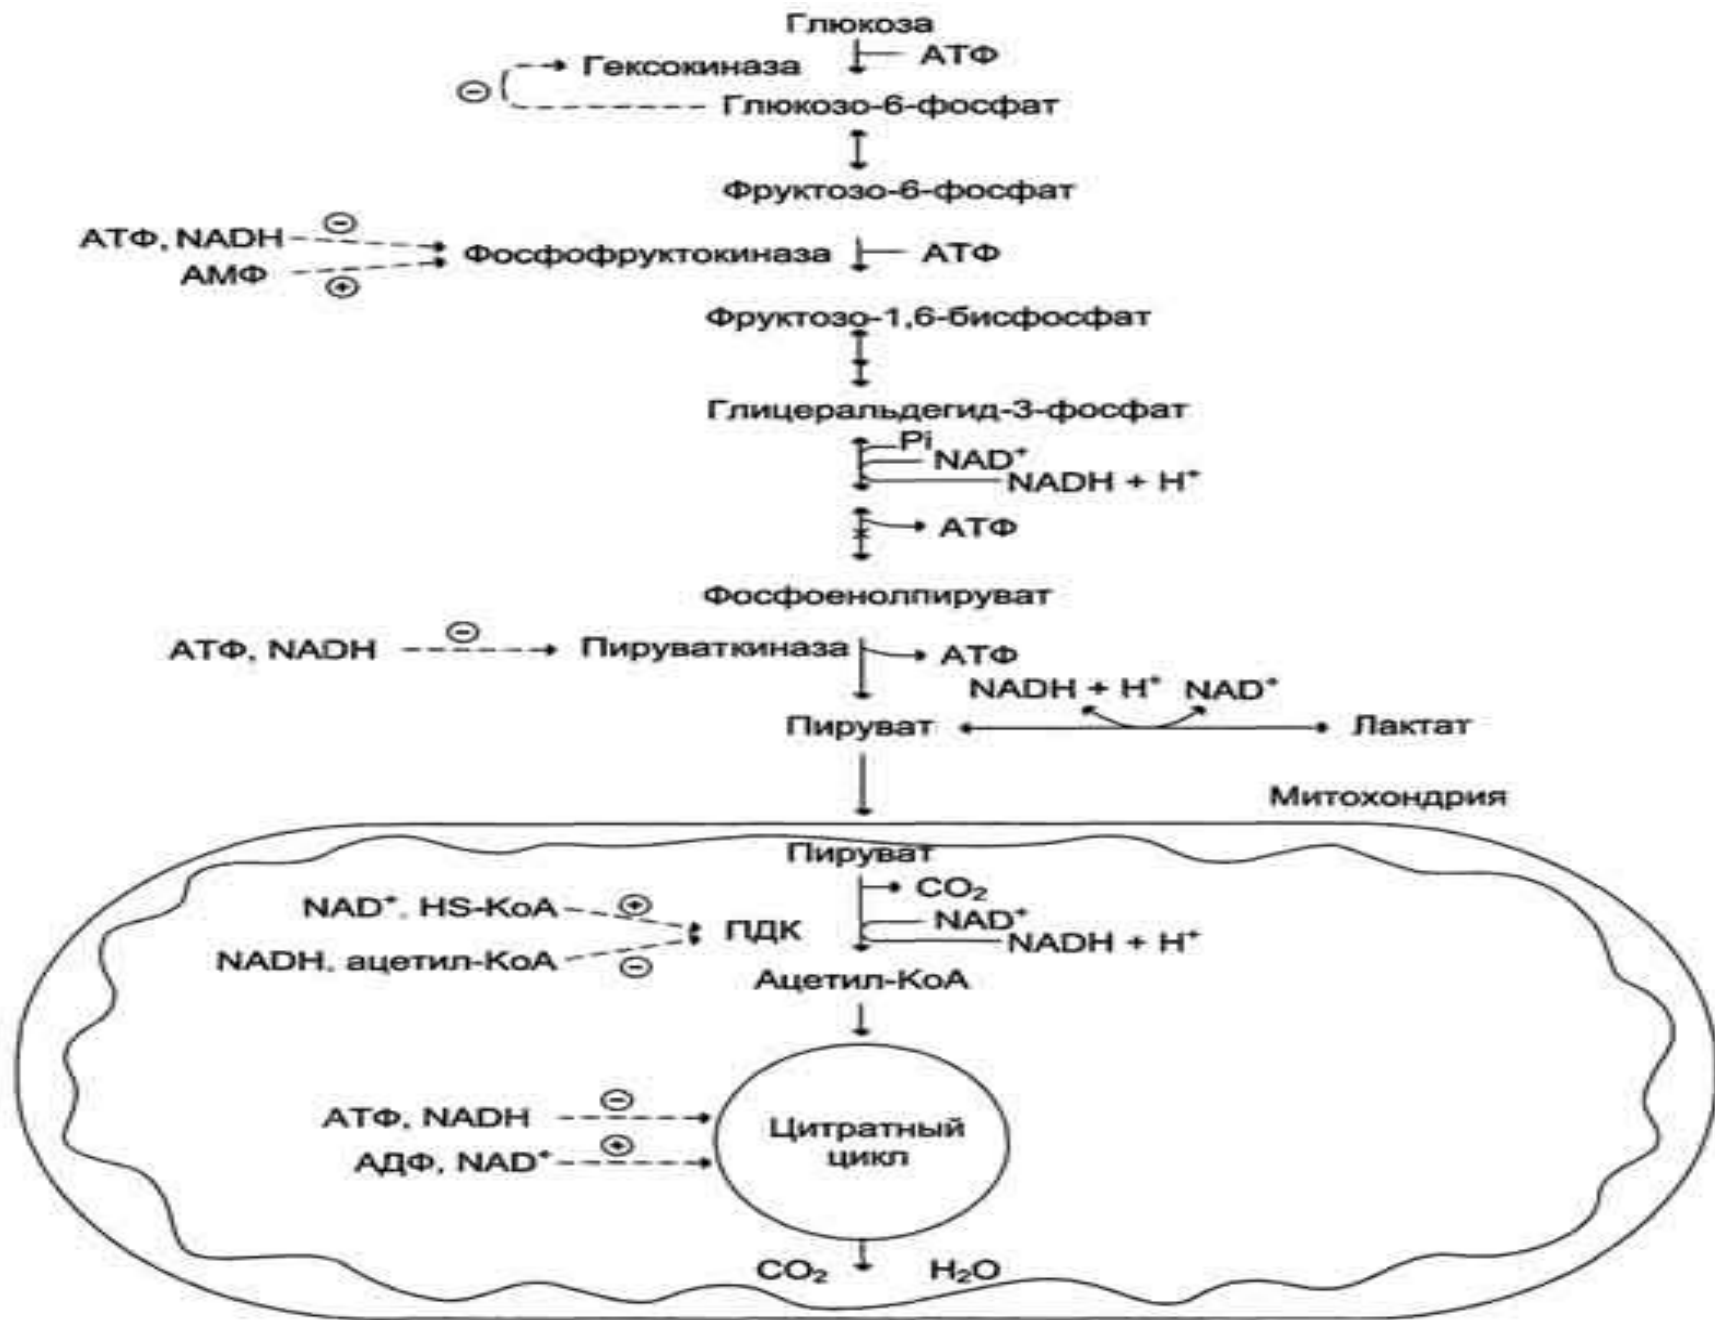 Глюкоза
АТФ
Гексокиназа
⊖
Глюкозо-6-фосфат
Фруктозо-6-фосфат
⊖
АТФ, NADH
Фосфофруктокиназа
АТФ
АМФ
⊕
Фруктозо-1,6-бисфосфат
Глицеральдегид-3-фосфат
Pi
NAD⁺
NADH + H⁺
АТФ
Фосфоенолпируват
⊖
АТФ, NADH
Пируваткиназа
АТФ
NADH + H⁺ NAD⁺
Пируват
Лактат
Митохондрия
Пируват
CO₂
NAD⁺, HS-КоА
⊕
NAD⁺
ПДК
NADH + H⁺
NADH, ацетил-КоА
⊖
Ацетил-КоА
⊖
АТФ, NADH
Цитратный
цикл
⊕
АДФ, NAD⁺
CO₂
H₂O